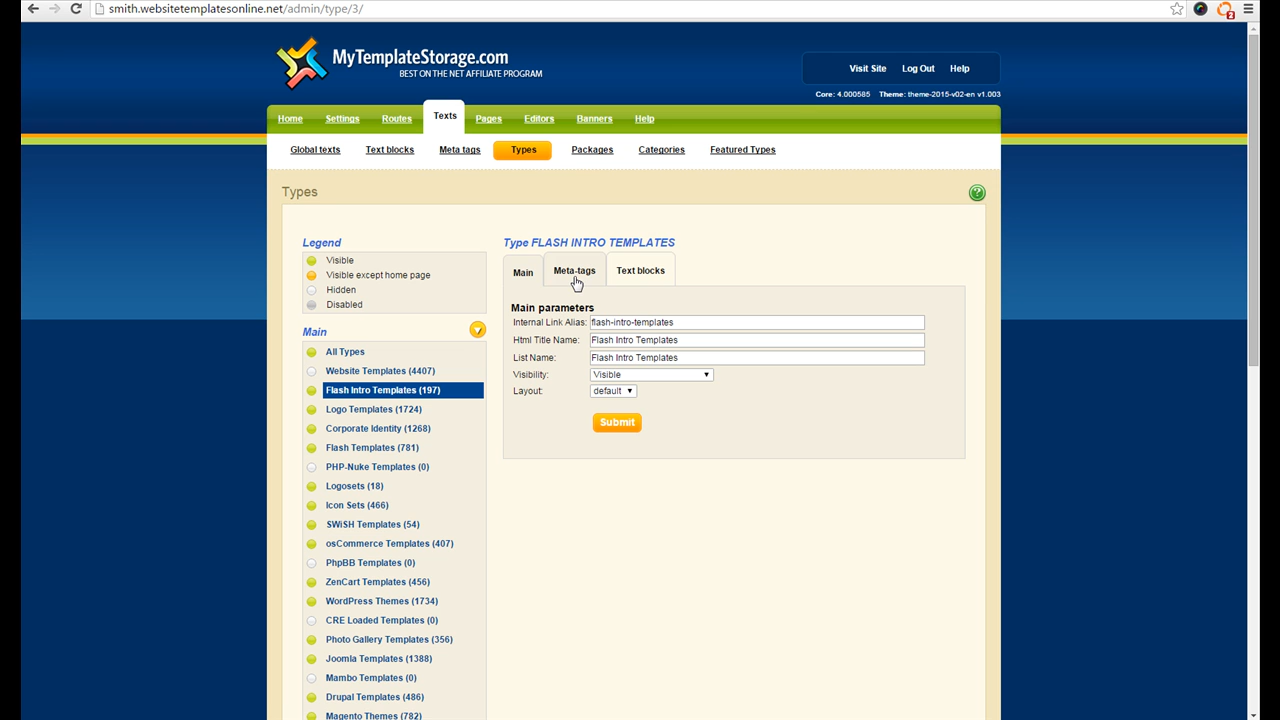 smith.websitetemplatesonline.net/admin/type/3/
2
MyTemplateStorage.com
BEST ON THE NET AFFILIATE PROGRAM
Visit Site Log Out Help
Core: 4.000585 Theme: theme-2015-v02-en v1.003
Home Settings Routes Texts Pages Editors Banners Help
Global texts Text blocks Meta tags Types Packages Categories Featured Types
Types
?
Legend
Visible
Visible except home page
Hidden
Disabled
Main
All Types
Website Templates (4407)
Flash Intro Templates (197)
Logo Templates (1724)
Corporate Identity (1268)
Flash Templates (781)
PHP-Nuke Templates (0)
Logosets (18)
Icon Sets (466)
SWiSH Templates (54)
osCommerce Templates (407)
PhpBB Templates (0)
ZenCart Templates (456)
WordPress Themes (1734)
CRE Loaded Templates (0)
Photo Gallery Templates (356)
Joomla Templates (1388)
Mambo Templates (0)
Drupal Templates (486)
Magento Themes (782)
Type FLASH INTRO TEMPLATES
Main Meta-tags Text blocks
Main parameters
Internal Link Alias: flash-intro-templates
Html Title Name: Flash Intro Templates
List Name: Flash Intro Templates
Visibility: Visible
Layout: default
Submit